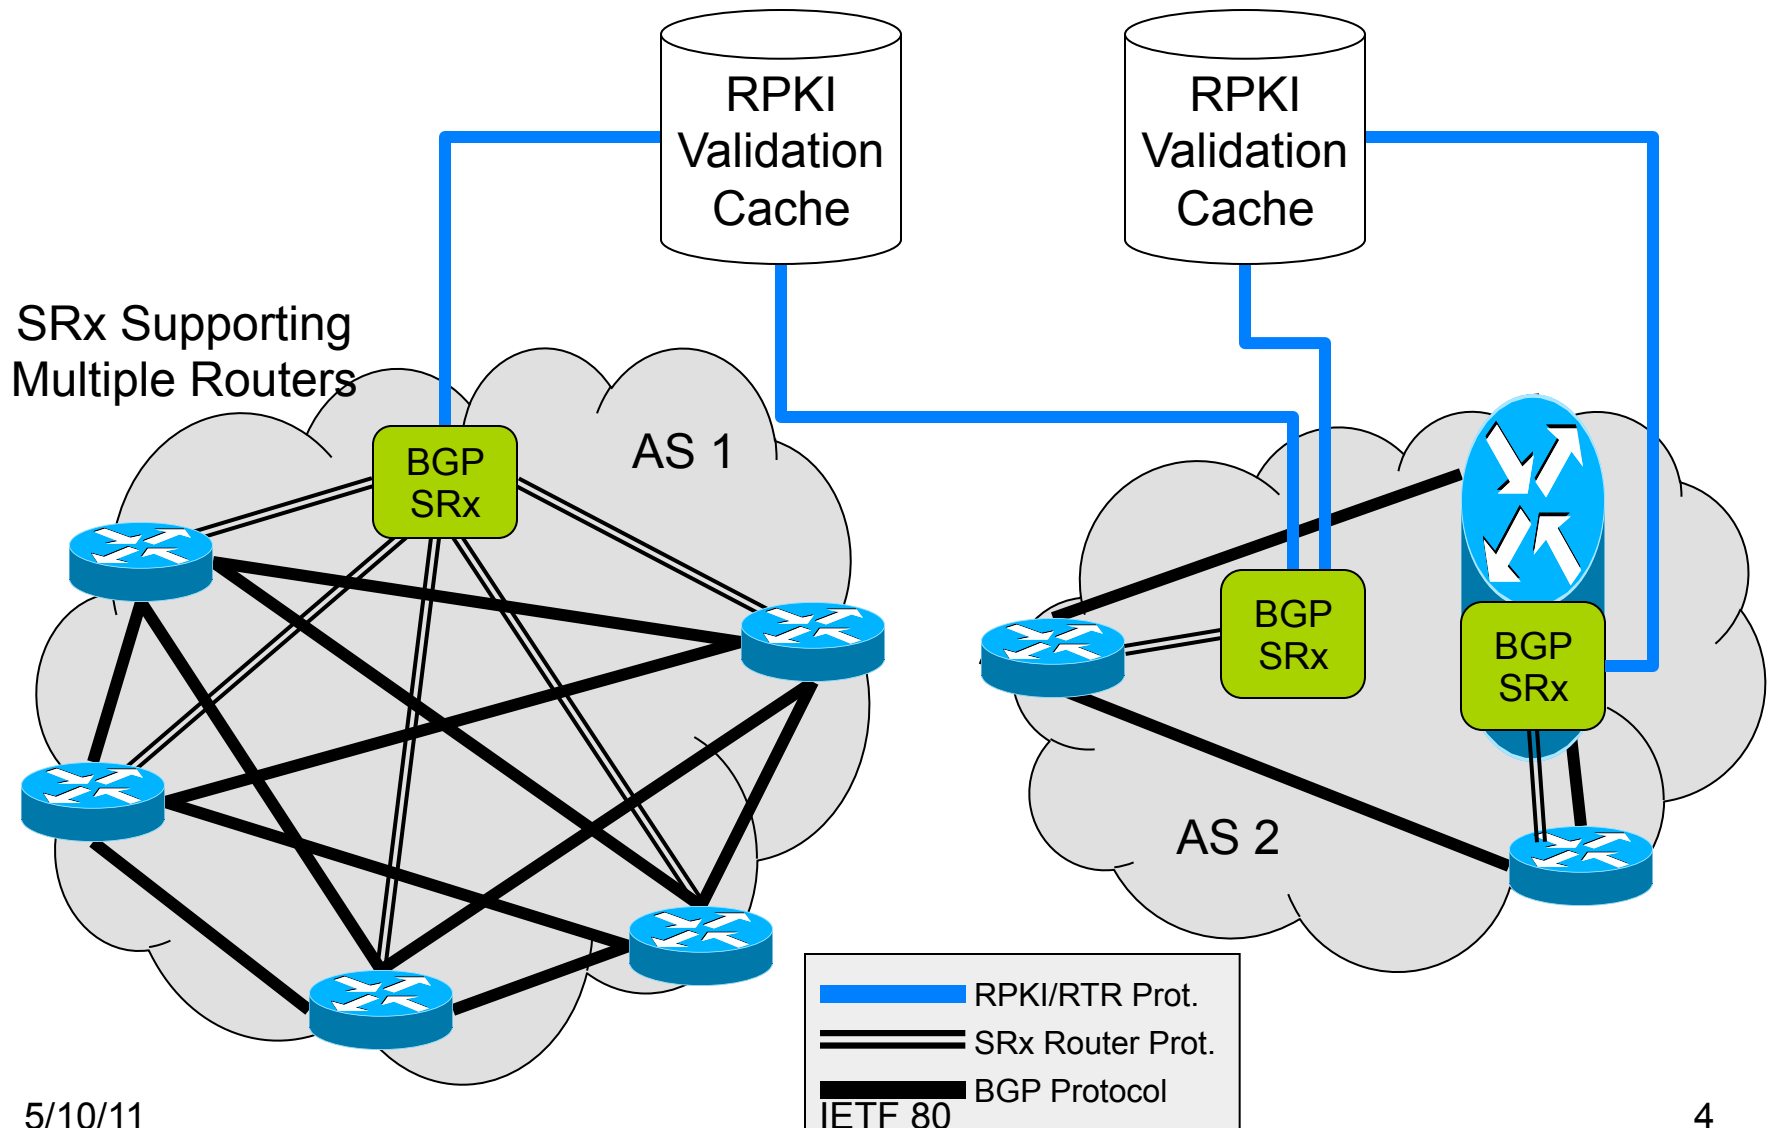 RPKI
Validation
Cache
RPKI
Validation
Cache
SRx Supporting
Multiple Routers
AS 1
BGP
SRx
BGP
SRx
BGP
SRx
AS 2
RPKI/RTR Prot.
SRx Router Prot.
BGP Protocol
5/10/11
IETF 80
4